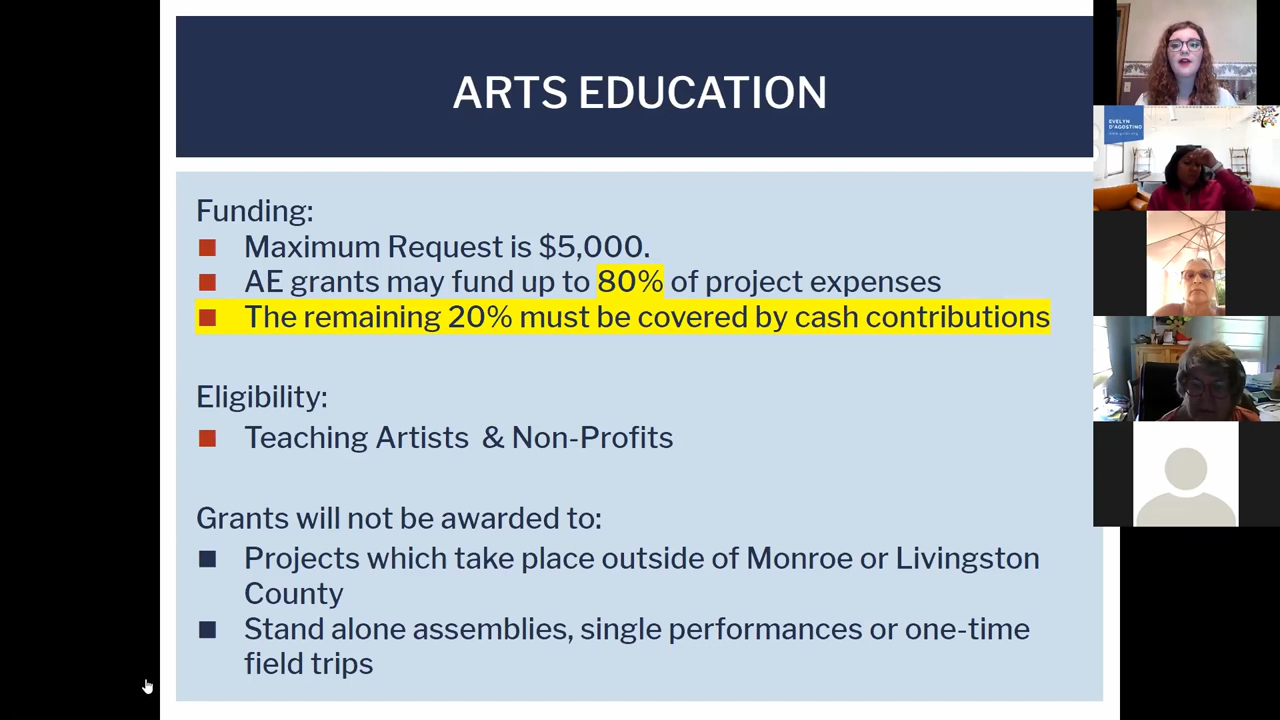 ARTS EDUCATION
Funding:
Maximum Request is $5,000.
AE grants may fund up to 80% of project expenses
The remaining 20% must be covered by cash contributions
Eligibility:
Teaching Artists & Non-Profits
Grants will not be awarded to:
Projects which take place outside of Monroe or Livingston
County
Stand alone assemblies, single performances or one-time
field trips
EVELYN
D'AGOSTINO